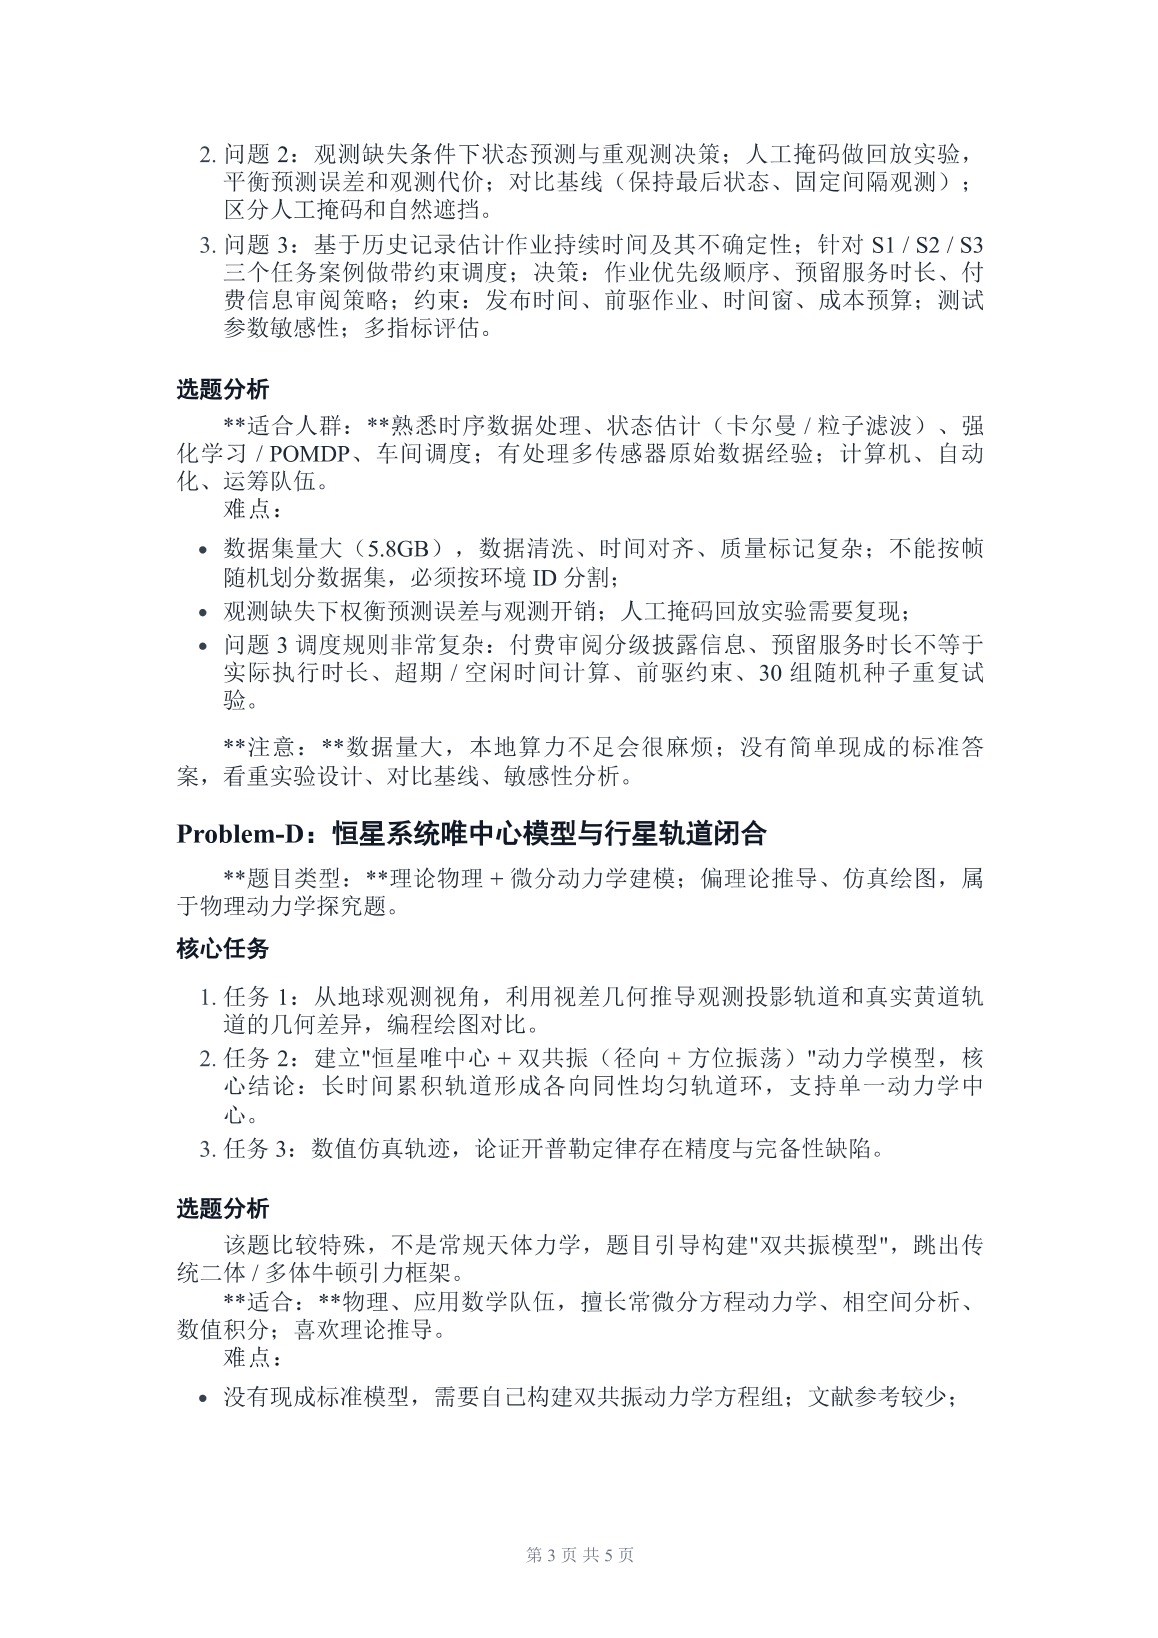 2. 问题 2：观测缺失条件下状态预测与重观测决策；人工掩码做回放实验，
平衡预测误差和观测代价；对比基线（保持最后状态、固定间隔观测）；
区分人工掩码和自然遮挡。
3. 问题 3：基于历史记录估计作业持续时间及其不确定性；针对 S1 / S2 / S3
三个任务案例做带约束调度；决策：作业优先级顺序、预留服务时长、付
费信息审阅策略；约束：发布时间、前驱作业、时间窗、成本预算；测试
参数敏感性；多指标评估。
选题分析
**适合人群：**熟悉时序数据处理、状态估计（卡尔曼 / 粒子滤波）、强
化学习 / POMDP、车间调度；有处理多传感器原始数据经验；计算机、自动
化、运筹队伍。
难点：
• 数据集量大（5.8GB），数据清洗、时间对齐、质量标记复杂；不能按帧
随机划分数据集，必须按环境 ID 分割；
• 观测缺失下权衡预测误差与观测开销；人工掩码回放实验需要复现；
• 问题 3 调度规则非常复杂：付费审阅分级披露信息、预留服务时长不等于
实际执行时长、超期 / 空闲时间计算、前驱约束、30 组随机种子重复试
验。
**注意：**数据量大，本地算力不足会很麻烦；没有简单现成的标准答
案，看重实验设计、对比基线、敏感性分析。
Problem-D：恒星系统唯中心模型与行星轨道闭合
**题目类型：**理论物理 + 微分动力学建模；偏理论推导、仿真绘图，属
于物理动力学探究题。
核心任务
1. 任务 1：从地球观测视角，利用视差几何推导观测投影轨道和真实黄道轨
道的几何差异，编程绘图对比。
2. 任务 2：建立"恒星唯中心 + 双共振（径向 + 方位振荡）"动力学模型，核
心结论：长时间累积轨道形成各向同性均匀轨道环，支持单一动力学中
心。
3. 任务 3：数值仿真轨迹，论证开普勒定律存在精度与完备性缺陷。
选题分析
该题比较特殊，不是常规天体力学，题目引导构建"双共振模型"，跳出传
统二体 / 多体牛顿引力框架。
**适合：**物理、应用数学队伍，擅长常微分方程动力学、相空间分析、
数值积分；喜欢理论推导。
难点：
• 没有现成标准模型，需要自己构建双共振动力学方程组；文献参考较少；
第 3 页 共 5 页